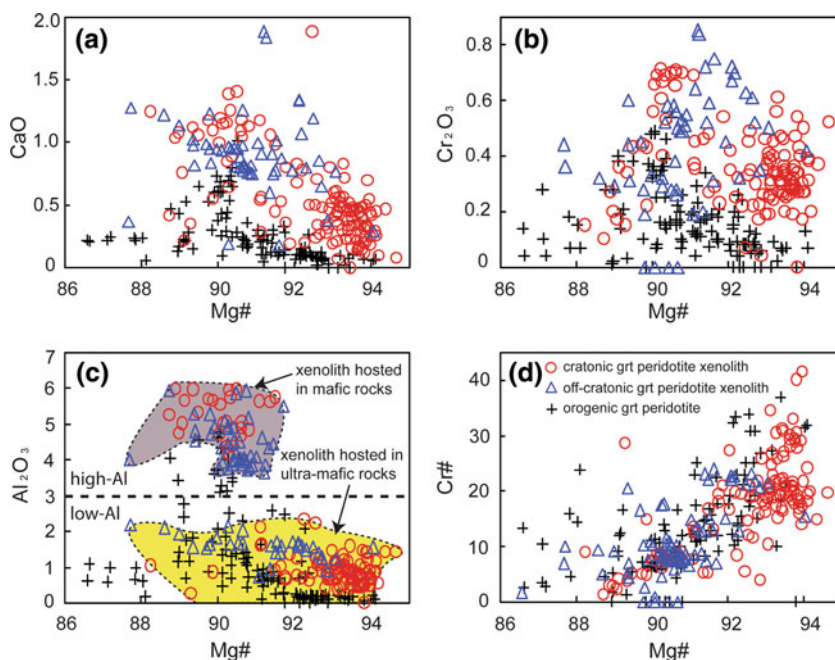 (a)
CaO
2.0
1.5
1.0
0.5
0
86 88 90 92 94
Mg#
(b)
Cr2O3
0.8
0.6
0.4
0.2
0
86 88 90 92 94
Mg#
(c)
Al2O3
7
6
5
4
3
2
1
0
high-Al
low-Al
xenolith hosted
in mafic rocks
xenolith hosted in
ultra-mafic rocks
86 88 90 92 94
Mg#
(d)
cratonic grt peridotite xenolith
off-cratonic grt peridotite xenolith
orogenic grt peridotite
Cr#
40
30
20
10
0
86 88 90 92 94
Mg#